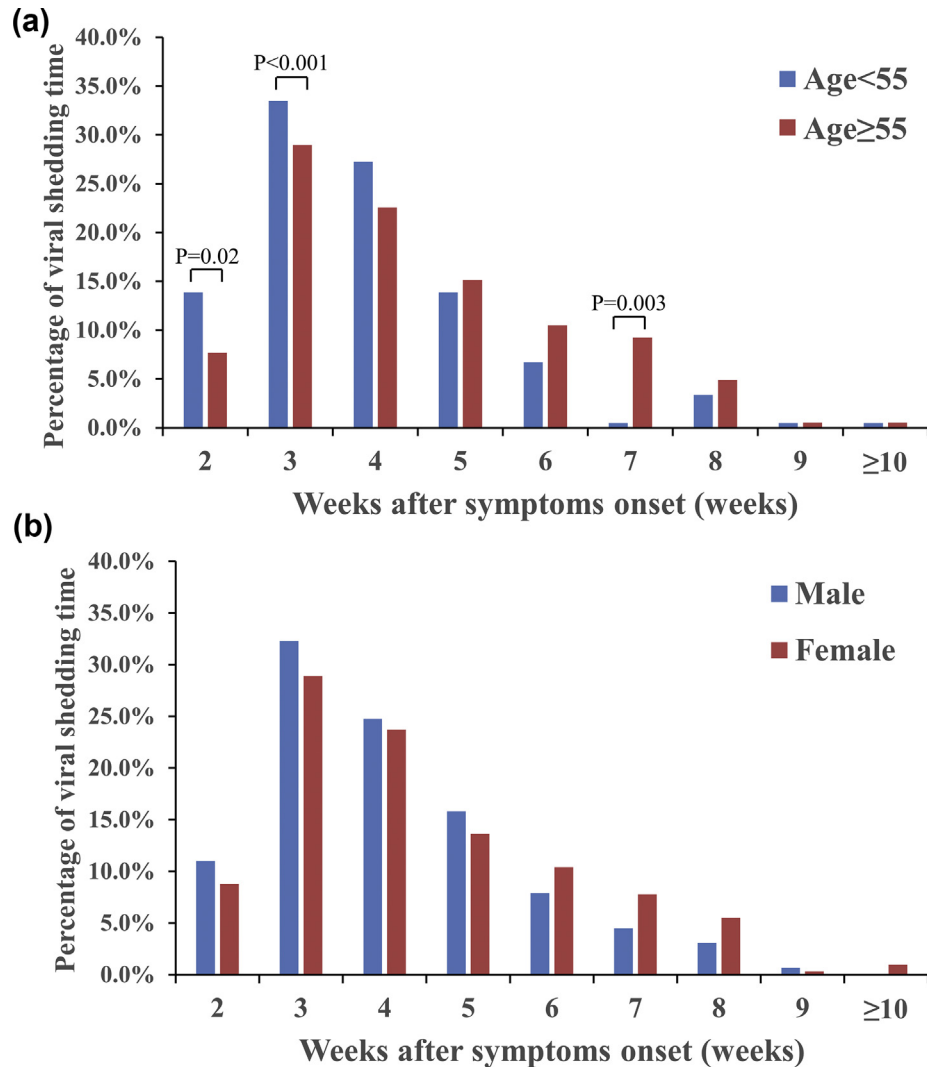 (a)
Percentage of viral shedding time
40.0%
35.0%
30.0%
25.0%
20.0%
15.0%
10.0%
5.0%
0.0%
P<0.001
P=0.02
P=0.003
Age<55
Age≥55
2 3 4 5 6 7 8 9 ≥10
Weeks after symptoms onset (weeks)
(b)
Percentage of viral shedding time
40.0%
35.0%
30.0%
25.0%
20.0%
15.0%
10.0%
5.0%
0.0%
Male
Female
2 3 4 5 6 7 8 9 ≥10
Weeks after symptoms onset (weeks)